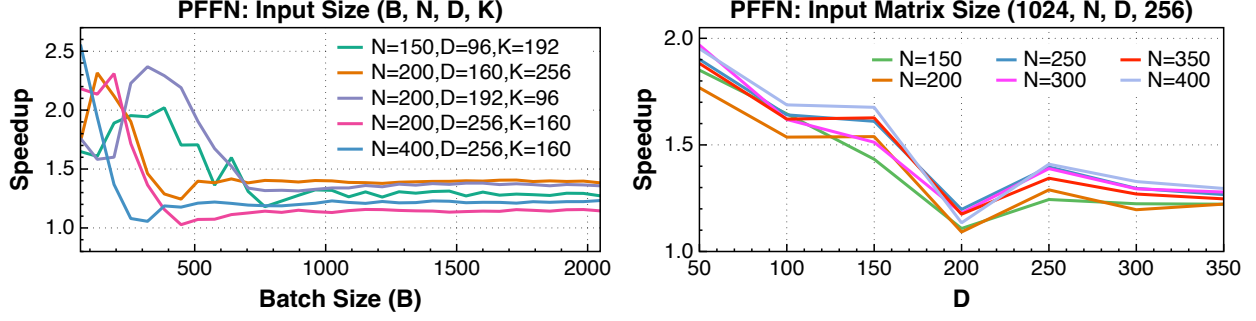 PFFN: Input Size (B, N, D, K)
Speedup
2.5
2.0
1.5
1.0
N=150,D=96,K=192
N=200,D=160,K=256
N=200,D=192,K=96
N=200,D=256,K=160
N=400,D=256,K=160
500 1000 1500 2000
Batch Size (B)
PFFN: Input Matrix Size (1024, N, D, 256)
Speedup
2.0
1.5
1.0
N=150 N=250 N=350
N=200 N=300 N=400
50 100 150 200 250 300 350
D